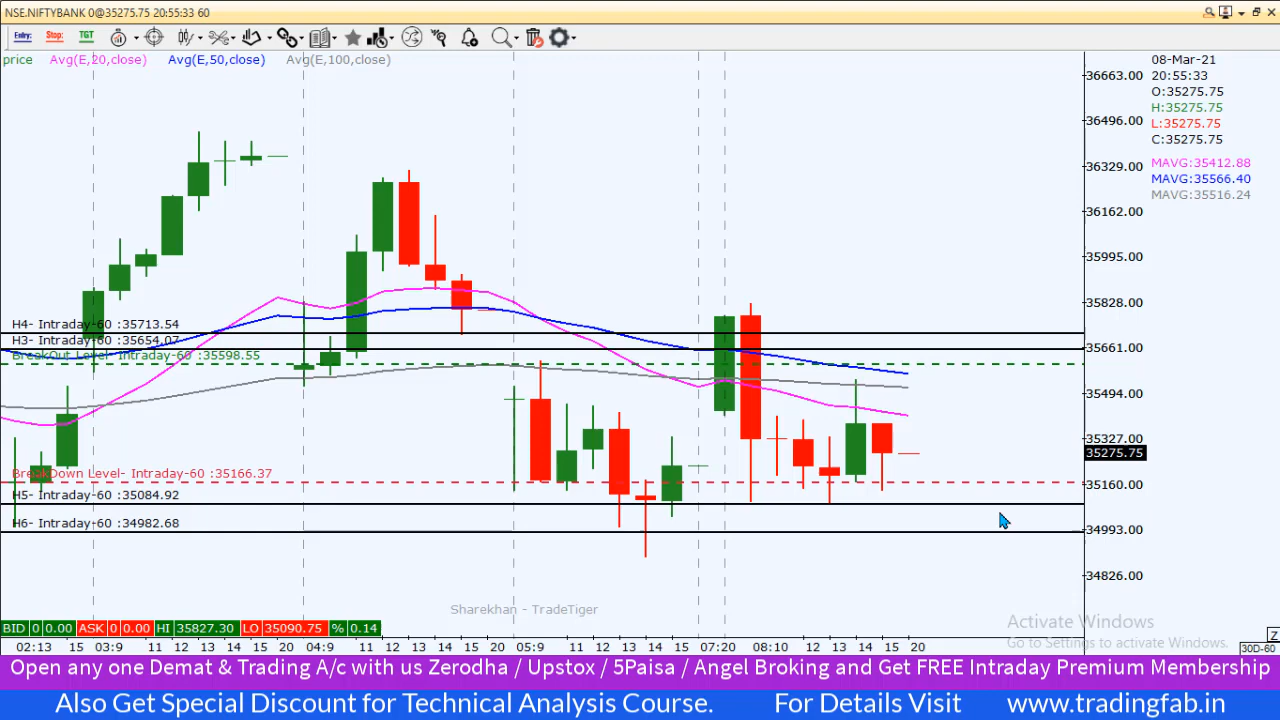 NSE.NIFTYBANK 0@35275.75 20:55:33 60
Entry: Stop: TGT
price Avg(E,20,close) Avg(E,50,close) Avg(E,100,close)
08-Mar-21
20:55:33
O:35275.75
H:35275.75
L:35275.75
C:35275.75
MAVG:35412.88
MAVG:35566.40
MAVG:35516.24
36663.00
36496.00
36329.00
36162.00
35995.00
35828.00
35661.00
35494.00
35327.00
35275.75
35160.00
34993.00
34826.00
H4- Intraday-60 :35713.54
H3- Intraday-60 :35654.07
BreakOut Level- Intraday-60 :35598.55
BreakDown Level- Intraday-60 :35166.37
H5- Intraday-60 :35084.92
H6- Intraday-60 :34982.68
Sharekhan - TradeTiger
Activate Windows
Go to Settings to activate Windows.
BID 0 0.00 ASK 0 0.00 HI 35827.30 LO 35090.75 % 0.14
Z
02:13 15 03:9 11 12 13 14 15 20 04:9 11 12 13 14 15 20 05:9 11 12 13 14 15 07:20 08:10 12 13 14 15 20
30D-60
Open any one Demat & Trading A/c with us Zerodha / Upstox / 5Paisa / Angel Broking and Get FREE Intraday Premium Membership
Also Get Special Discount for Technical Analysis Course. For Details Visit www.tradingfab.in